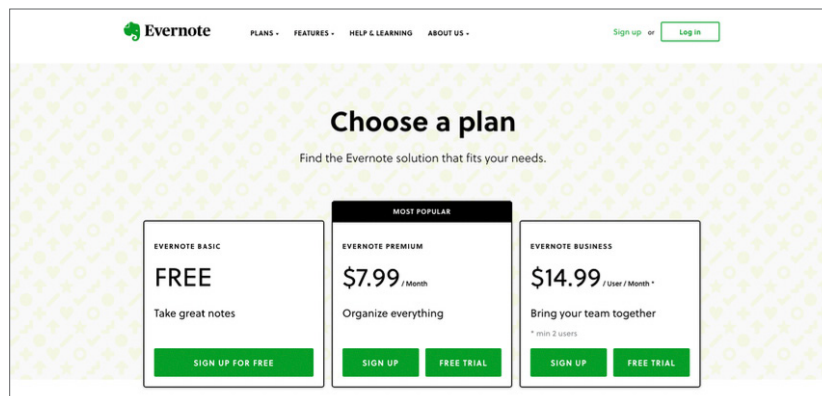 Evernote PLANS FEATURES HELP & LEARNING ABOUT US Sign up or Log in
Choose a plan
Find the Evernote solution that fits your needs.
MOST POPULAR
EVERNOTE BASIC
FREE
Take great notes
SIGN UP FOR FREE
EVERNOTE PREMIUM
$7.99 / Month
Organize everything
SIGN UP FREE TRIAL
EVERNOTE BUSINESS
$14.99 / User / Month *
Bring your team together
* min 2 users
SIGN UP FREE TRIAL